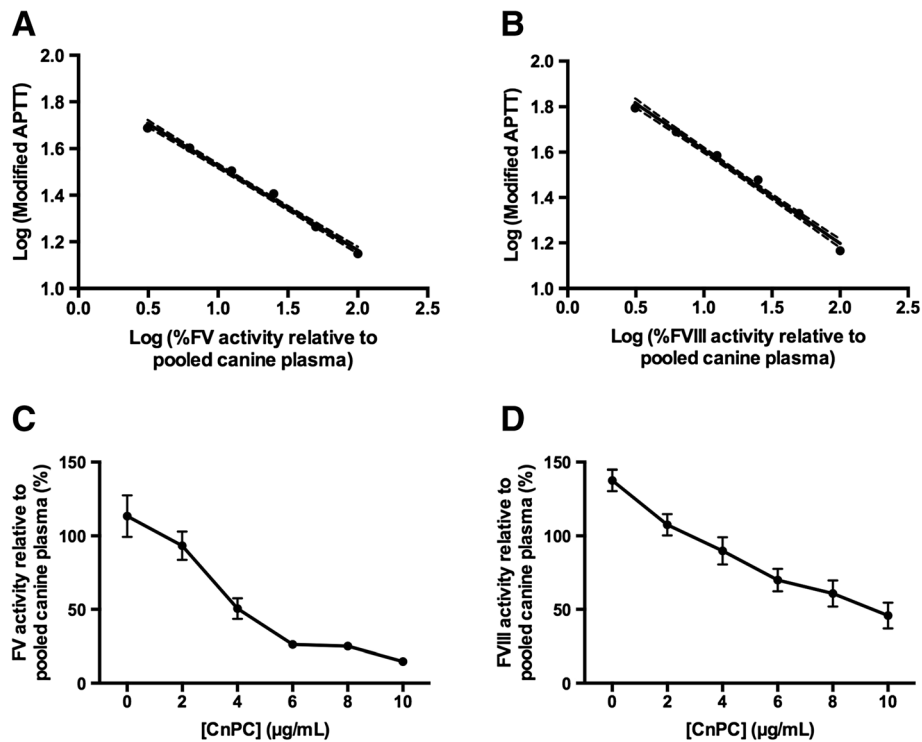 A
Log (Modified APTT)
2.0
1.8
1.6
1.4
1.2
1.0
0.0 0.5 1.0 1.5 2.0 2.5
Log (%FV activity relative to
pooled canine plasma)
B
Log (Modified APTT)
2.0
1.8
1.6
1.4
1.2
1.0
0.0 0.5 1.0 1.5 2.0 2.5
Log (%FVIII activity relative to
pooled canine plasma)
C
FV activity relative to
pooled canine plasma (%)
150
100
50
0
0 2 4 6 8 10
[CnPC] (µg/mL)
D
FVIII activity relative to
pooled canine plasma (%)
150
100
50
0
0 2 4 6 8 10
[CnPC] (µg/mL)